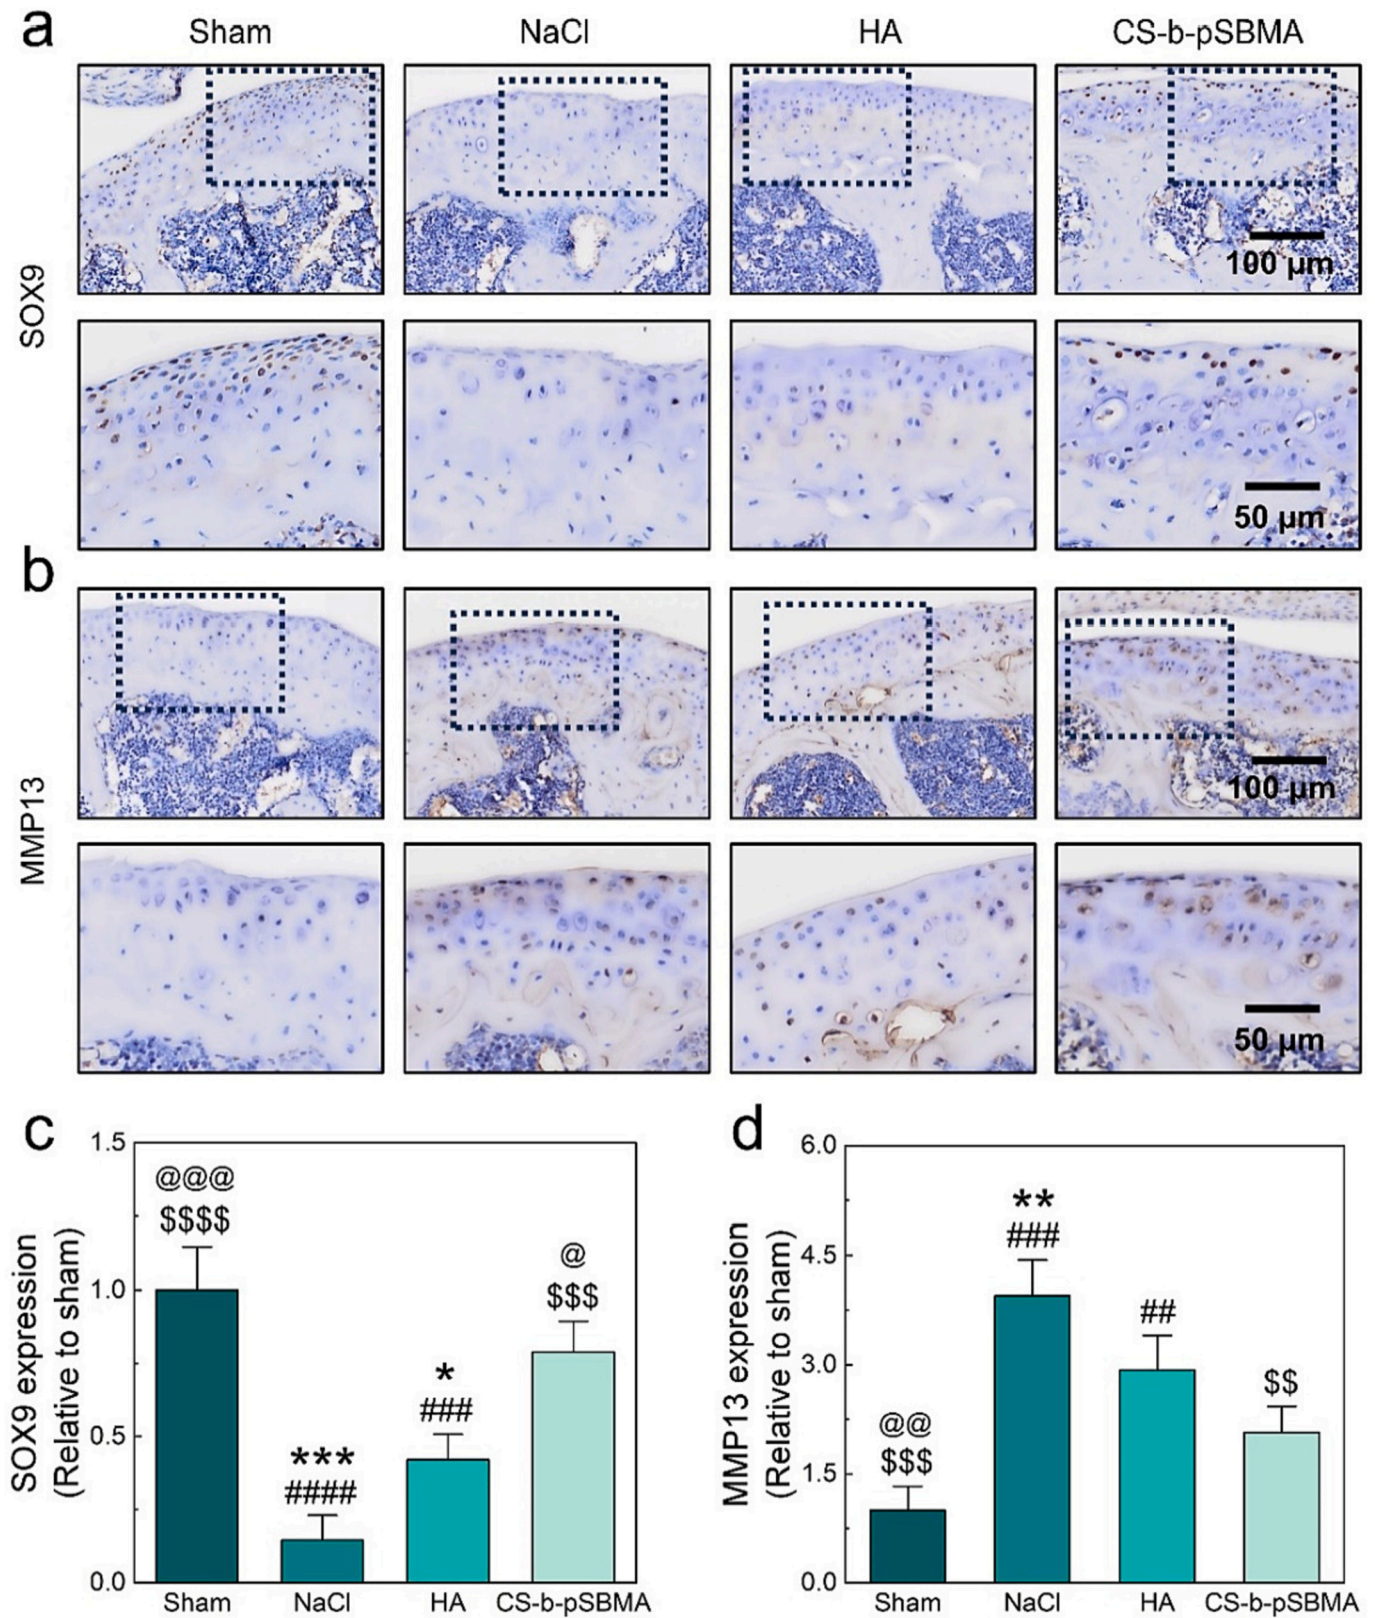 a
Sham
NaCl
HA
CS-b-pSBMA
SOX9
100 μm
50 μm
b
MMP13
100 μm
50 μm
c
SOX9 expression
(Relative to sham)
1.5
1.0
0.5
0.0
@@@
$$$$
***
####
*
###
@
$$$
Sham
NaCl
HA
CS-b-pSBMA
d
MMP13 expression
(Relative to sham)
6.0
4.5
3.0
1.5
0.0
@@
$$$
**
###
##
$$
Sham
NaCl
HA
CS-b-pSBMA